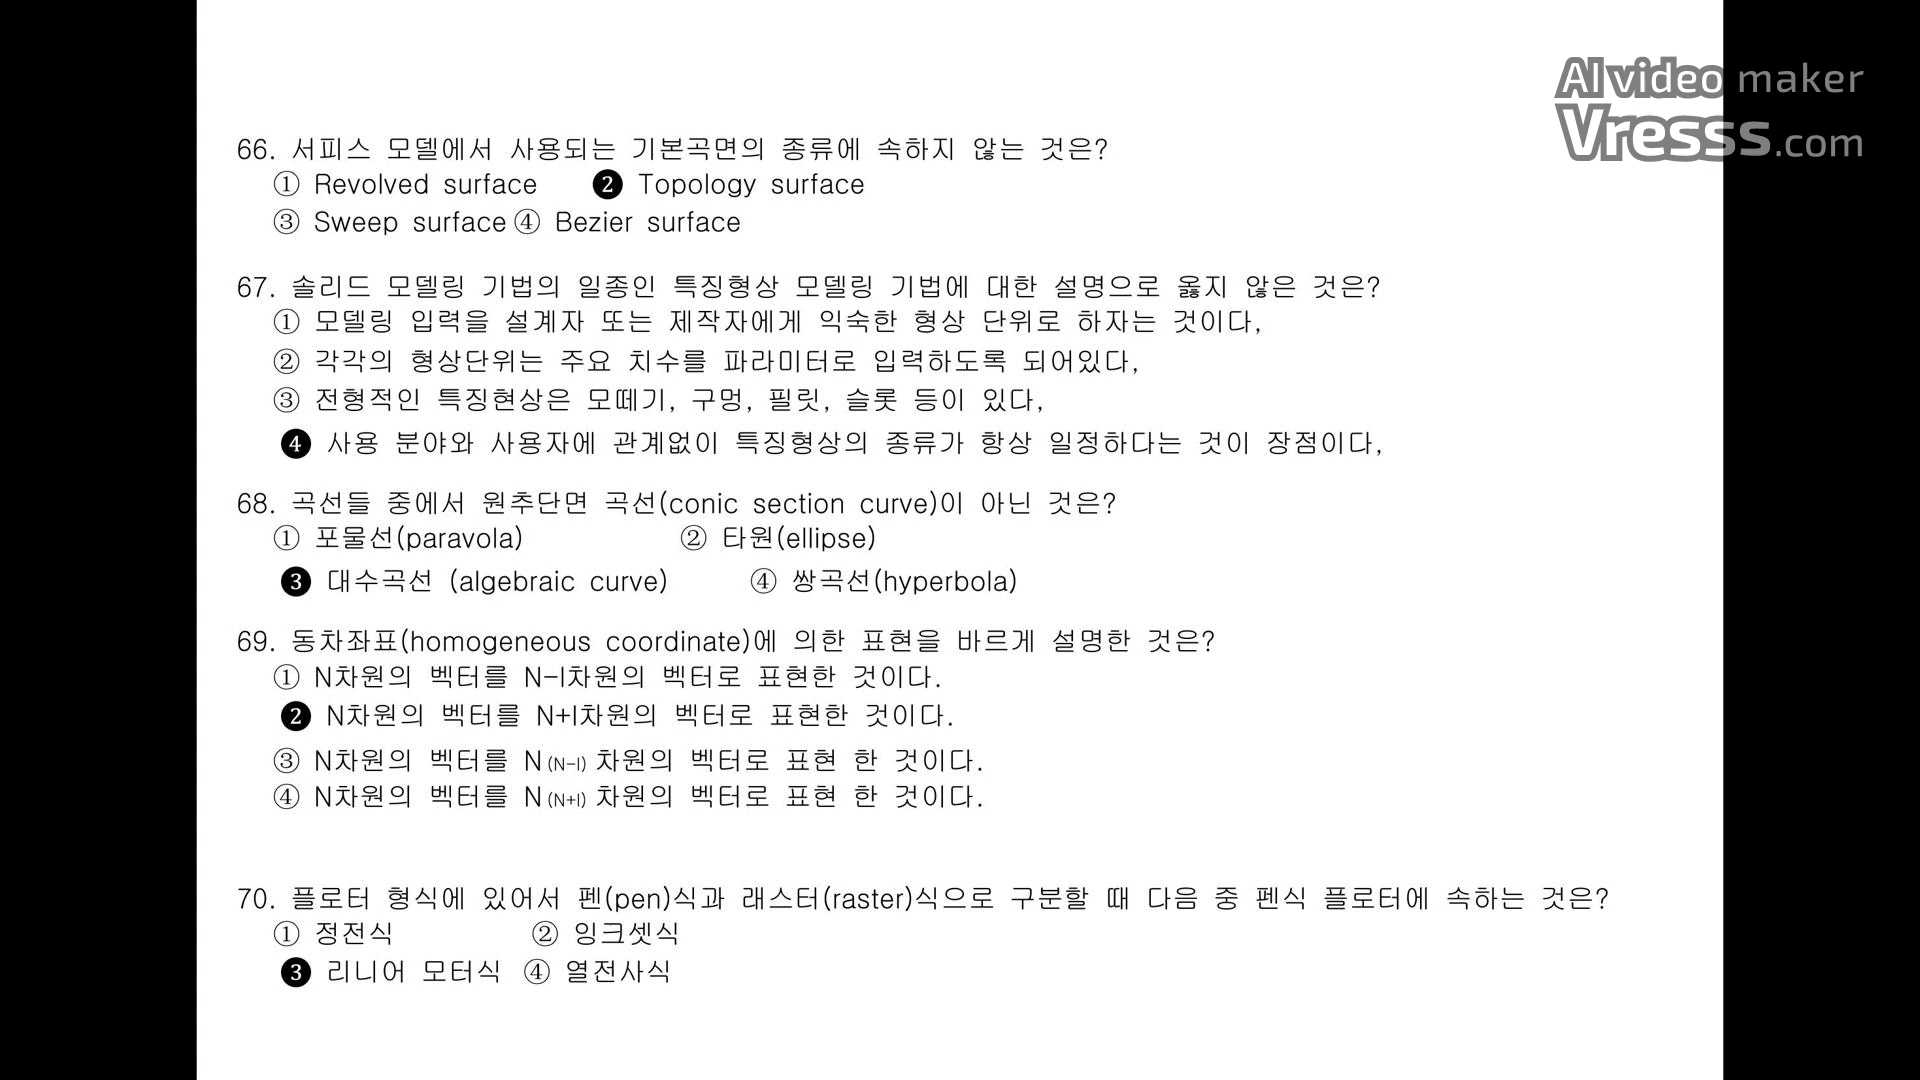 AI video maker
Vresss.com
66. 서피스 모델에서 사용되는 기본곡면의 종류에 속하지 않는 것은?
① Revolved surface ❷ Topology surface
③ Sweep surface ④ Bezier surface
67. 솔리드 모델링 기법의 일종인 특징형상 모델링 기법에 대한 설명으로 옳지 않은 것은?
① 모델링 입력을 설계자 또는 제작자에게 익숙한 형상 단위로 하자는 것이다,
② 각각의 형상단위는 주요 치수를 파라미터로 입력하도록 되어있다,
③ 전형적인 특징현상은 모떼기, 구멍, 필릿, 슬롯 등이 있다,
❹ 사용 분야와 사용자에 관계없이 특징형상의 종류가 항상 일정하다는 것이 장점이다,
68. 곡선들 중에서 원추단면 곡선(conic section curve)이 아닌 것은?
① 포물선(paravola) ② 타원(ellipse)
❸ 대수곡선 (algebraic curve) ④ 쌍곡선(hyperbola)
69. 동차좌표(homogeneous coordinate)에 의한 표현을 바르게 설명한 것은?
① N차원의 벡터를 N-l차원의 벡터로 표현한 것이다.
❷ N차원의 벡터를 N+l차원의 벡터로 표현한 것이다.
③ N차원의 벡터를 N(N-l) 차원의 벡터로 표현 한 것이다.
④ N차원의 벡터를 N(N+l) 차원의 벡터로 표현 한 것이다.
70. 플로터 형식에 있어서 펜(pen)식과 래스터(raster)식으로 구분할 때 다음 중 펜식 플로터에 속하는 것은?
① 정전식 ② 잉크셋식
❸ 리니어 모터식 ④ 열전사식